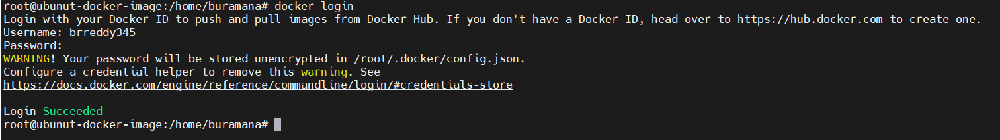 root@ubunut-docker-image:/home/buramana# docker login
Login with your Docker ID to push and pull images from Docker Hub. If you don't have a Docker ID, head over to https://hub.docker.com to create one.
Username: brreddy345
Password:
WARNING! Your password will be stored unencrypted in /root/.docker/config.json.
Configure a credential helper to remove this warning. See
https://docs.docker.com/engine/reference/commandline/login/#credentials-store
Login Succeeded
root@ubunut-docker-image:/home/buramana#